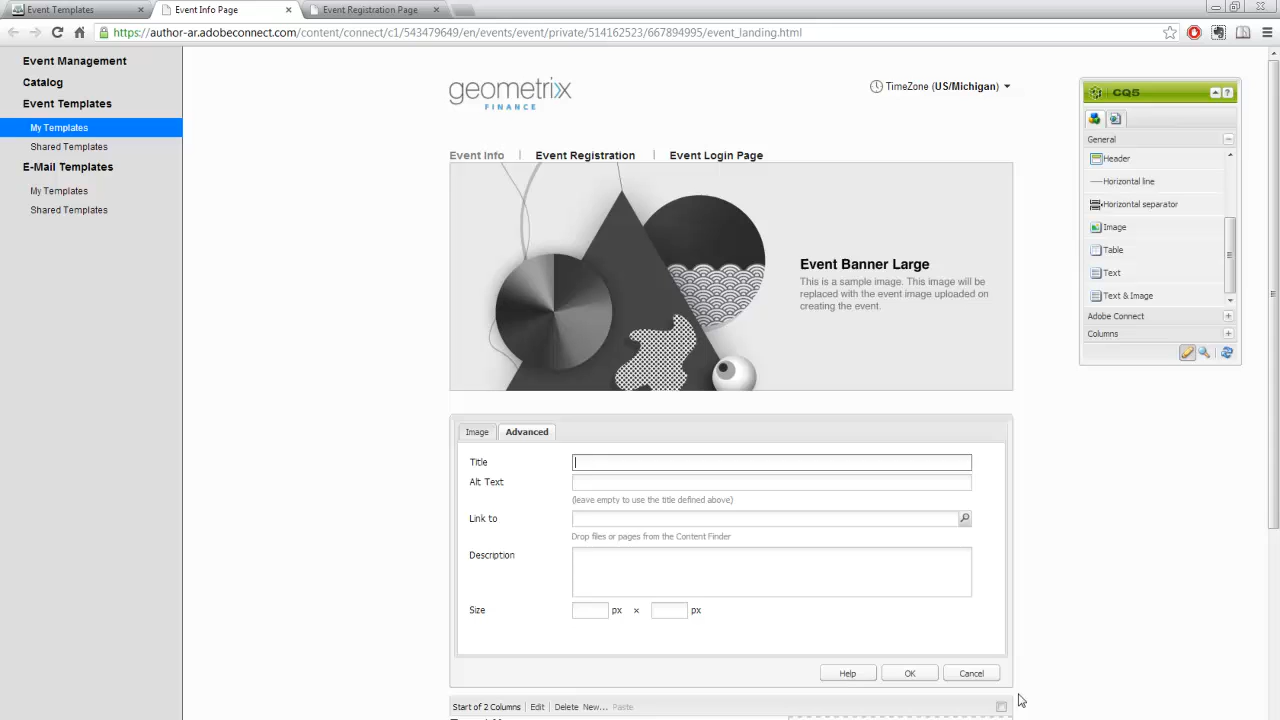 Event Templates
Event Info Page
Event Registration Page
https://author-ar.adobeconnect.com/content/connect/c1/543479649/en/events/event/private/514162523/667894995/event_landing.html
Event Management
Catalog
Event Templates
My Templates
Shared Templates
E-Mail Templates
My Templates
Shared Templates
geometrixx
FINANCE
TimeZone (US/Michigan)
Event Info | Event Registration | Event Login Page
Event Banner Large
This is a sample image. This image will
be replaced with the event image uploaded on
creating the event.
Image
Advanced
Title
Alt Text
(leave empty to use the title defined above)
Link to
Drop files or pages from the Content Finder
Description
Size
px × px
Help
OK
Cancel
Start of 2 Columns | Edit | Delete New... Paste
CQ5
General
Header
Horizontal line
Horizontal separator
Image
Table
Text
Text & Image
Adobe Connect
Columns